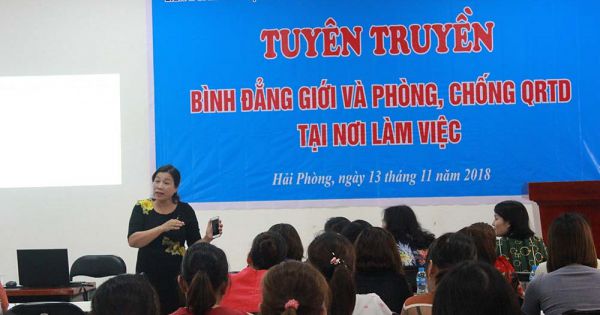 TUYÊN TRUYỀN
BÌNH ĐẲNG GIỚI VÀ PHÒNG, CHỐNG QRTD
TẠI NƠI LÀM VIỆC
Hải Phòng, ngày 13 tháng 11 năm 2018